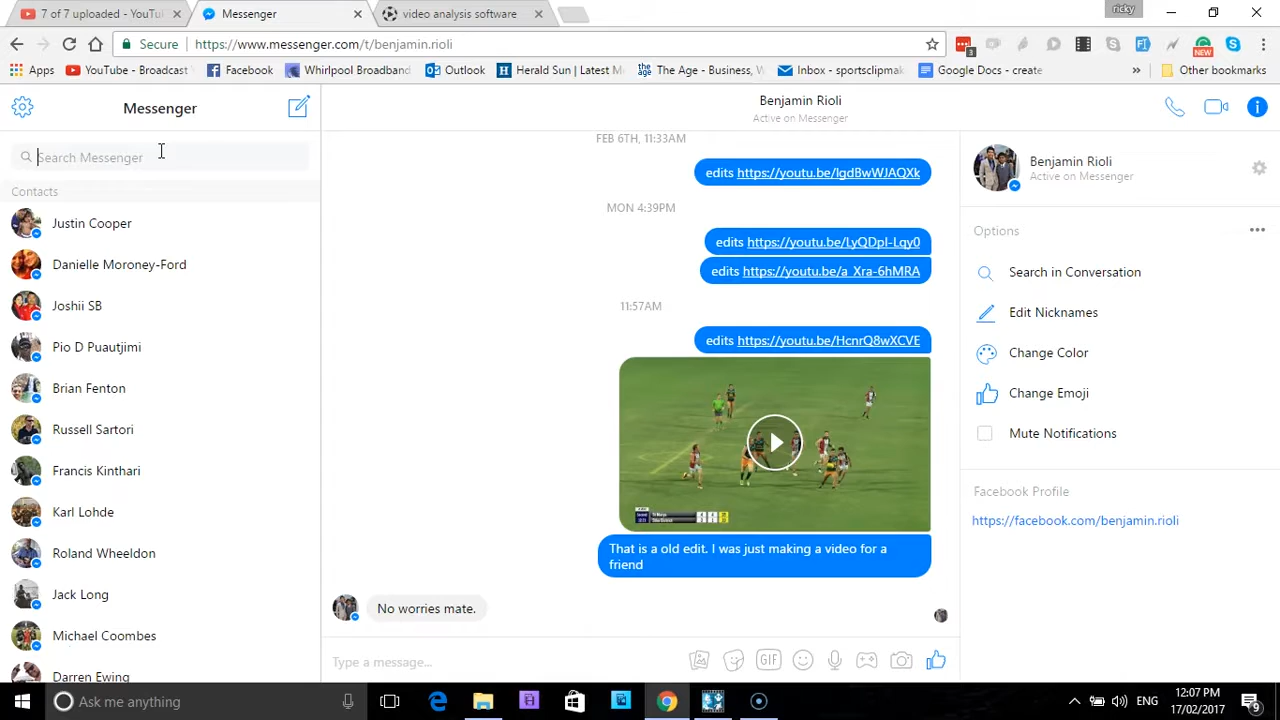 7 of 7 uploaded - YouTu
Messenger
video analysis software
ricky
Secure
https://www.messenger.com/t/benjamin.rioli
3
NEW
Apps
YouTube - Broadcast
Facebook
Whirlpool Broadband
Outlook
Herald Sun | Latest M
The Age - Business, W
Inbox - sportsclipmak
Google Docs - create
»
Other bookmarks
Messenger
Search Messenger
Contacts
Justin Cooper
Danielle Moroney-Ford
Joshii SB
Pio D Puautjimi
Brian Fenton
Russell Sartori
Francis Kinthari
Karl Lohde
Roland Wheeldon
Jack Long
Michael Coombes
Darren Ewing
Benjamin Rioli
Active on Messenger
FEB 6TH, 11:33AM
edits https://youtu.be/IgdBwWJAQXk
MON 4:39PM
edits https://youtu.be/LyQDpI-Lqy0
edits https://youtu.be/a_Xra-6hMRA
11:57AM
edits https://youtu.be/HcnrQ8wXCVE
That is a old edit. I was just making a video for a
friend
No worries mate.
Type a message...
GIF
Benjamin Rioli
Active on Messenger
Options
Search in Conversation
Edit Nicknames
Change Color
Change Emoji
Mute Notifications
Facebook Profile
https://facebook.com/benjamin.rioli
Ask me anything
ENG
12:07 PM
17/02/2017
9